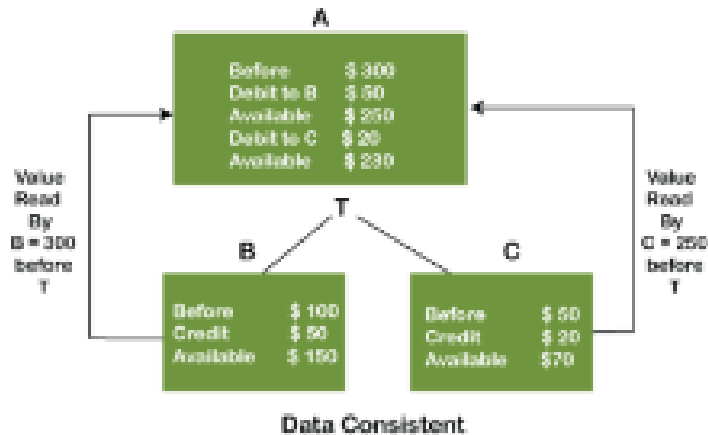 A
Before $ 300
Debit to B $ 50
Available $ 250
Debit to C $ 20
Available $ 230
Value
Read
By
B = 300
before
T
Value
Read
By
C = 250
before
T
T
B
C
Before $ 100
Credit $ 50
Available $ 150
Before $ 50
Credit $ 20
Available $70
Data Consistent